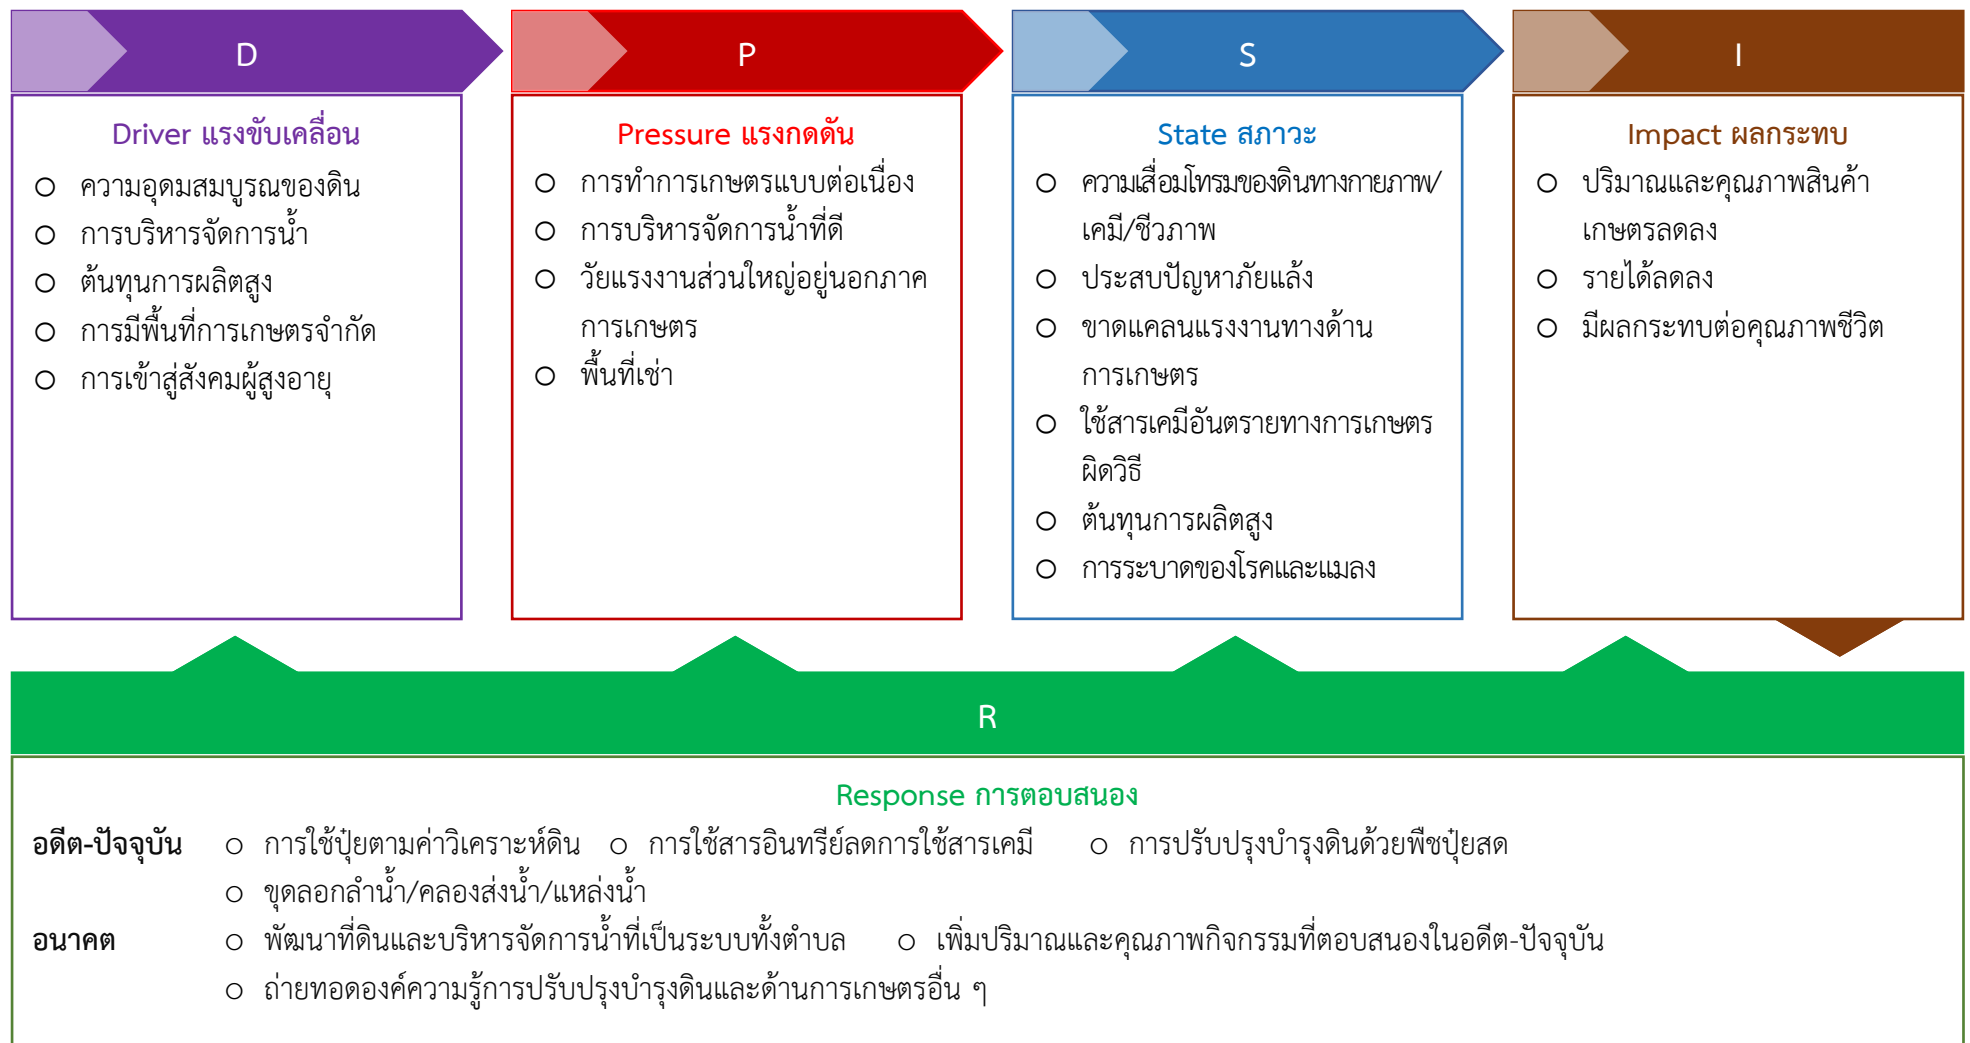 D
Driver แรงขับเคลื่อน
○ ความอุดมสมบูรณของดิน
○ การบริหารจัดการน้ำ
○ ต้นทุนการผลิตสูง
○ การมีพื้นที่การเกษตรจำกัด
○ การเข้าสู่สังคมผู้สูงอายุ
P
Pressure แรงกดดัน
○ การทำการเกษตรแบบต่อเนื่อง
○ การบริหารจัดการน้ำที่ดี
○ วัยแรงงานส่วนใหญ่อยู่นอกภาค
การเกษตร
○ พื้นที่เช่า
S
State สภาวะ
○ ความเสื่อมโทรมของดินทางกายภาพ/
เคมี/ชีวภาพ
○ ประสบปัญหาภัยแล้ง
○ ขาดแคลนแรงงานทางด้าน
การเกษตร
○ ใช้สารเคมีอันตรายทางการเกษตร
ผิดวิธี
○ ต้นทุนการผลิตสูง
○ การระบาดของโรคและแมลง
I
Impact ผลกระทบ
○ ปริมาณและคุณภาพสินค้า
เกษตรลดลง
○ รายได้ลดลง
○ มีผลกระทบต่อคุณภาพชีวิต
R
Response การตอบสนอง
อดีต-ปัจจุบัน ○ การใช้ปุ๋ยตามค่าวิเคราะห์ดิน ○ การใช้สารอินทรีย์ลดการใช้สารเคมี ○ การปรับปรุงบำรุงดินด้วยพืชปุ๋ยสด
○ ขุดลอกลำน้ำ/คลองส่งน้ำ/แหล่งน้ำ
อนาคต ○ พัฒนาที่ดินและบริหารจัดการน้ำที่เป็นระบบทั้งตำบล ○ เพิ่มปริมาณและคุณภาพกิจกรรมที่ตอบสนองในอดีต-ปัจจุบัน
○ ถ่ายทอดองค์ความรู้การปรับปรุงบำรุงดินและด้านการเกษตรอื่น ๆ